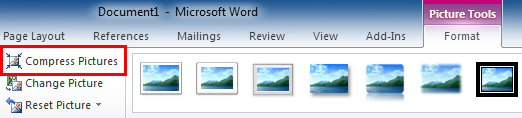 Document1 - Microsoft Word
Picture Tools
Page Layout References Mailings Review View Add-Ins Format
Compress Pictures
Change Picture
Reset Picture